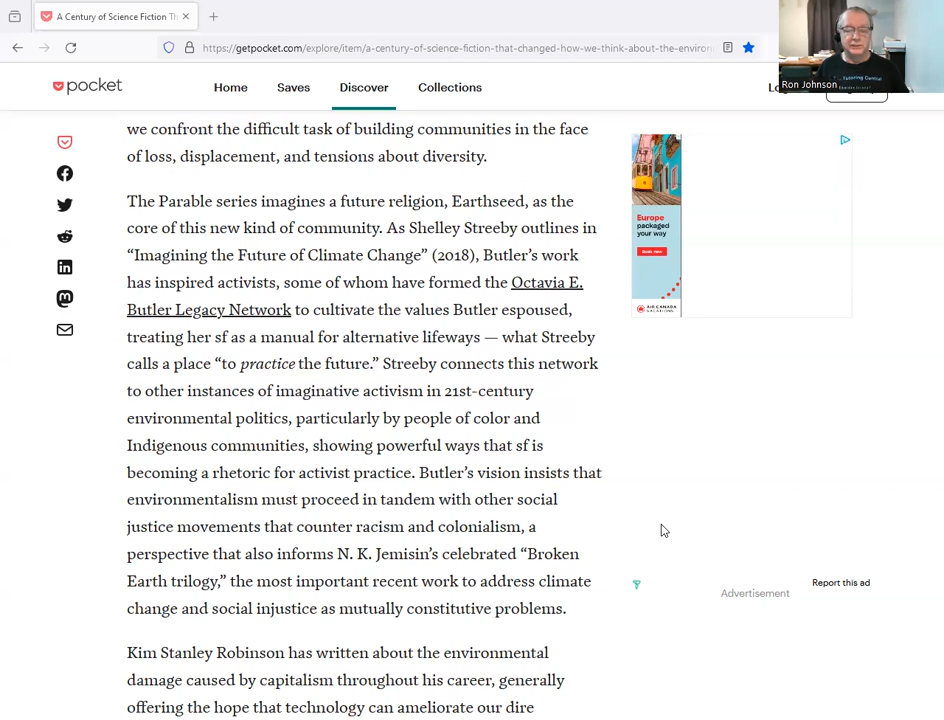 A Century of Science Fiction Th
https://getpocket.com/explore/item/a-century-of-science-fiction-that-changed-how-we-think-about-the-environ
pocket
Home
Saves
Discover
Collections
Ron Johnson
we confront the difficult task of building communities in the face
of loss, displacement, and tensions about diversity.
The Parable series imagines a future religion, Earthseed, as the
core of this new kind of community. As Shelley Streeby outlines in
“Imagining the Future of Climate Change” (2018), Butler’s work
has inspired activists, some of whom have formed the Octavia E.
Butler Legacy Network to cultivate the values Butler espoused,
treating her sf as a manual for alternative lifeways — what Streeby
calls a place “to practice the future.” Streeby connects this network
to other instances of imaginative activism in 21st-century
environmental politics, particularly by people of color and
Indigenous communities, showing powerful ways that sf is
becoming a rhetoric for activist practice. Butler’s vision insists that
environmentalism must proceed in tandem with other social
justice movements that counter racism and colonialism, a
perspective that also informs N. K. Jemisin’s celebrated “Broken
Earth trilogy,” the most important recent work to address climate
change and social injustice as mutually constitutive problems.
Kim Stanley Robinson has written about the environmental
damage caused by capitalism throughout his career, generally
offering the hope that technology can ameliorate our dire
Europe
packaged
your way
Book now
AIR CANADA
VACATIONS
Advertisement
Report this ad